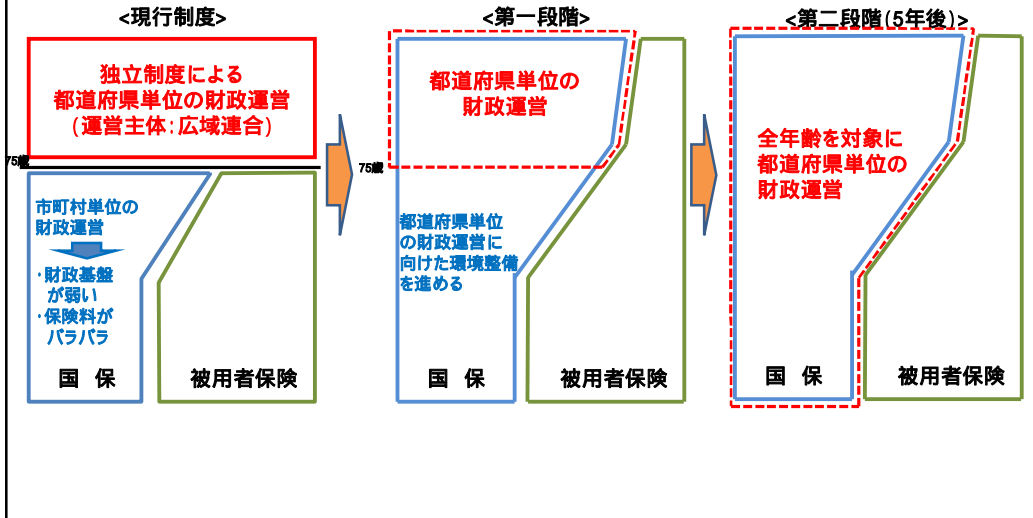 <現行制度>
独立制度による
都道府県単位の財政運営
(運営主体:広域連合)
75歳
市町村単位の
財政運営
・財政基盤
が弱い
・保険料が
バラバラ
国 保
被用者保険
<第一段階>
都道府県単位の
財政運営
75歳
都道府県単位
の財政運営に
向けた環境整備
を進める
国 保
被用者保険
<第二段階(5年後)>
全年齢を対象に
都道府県単位の
財政運営
国 保
被用者保険